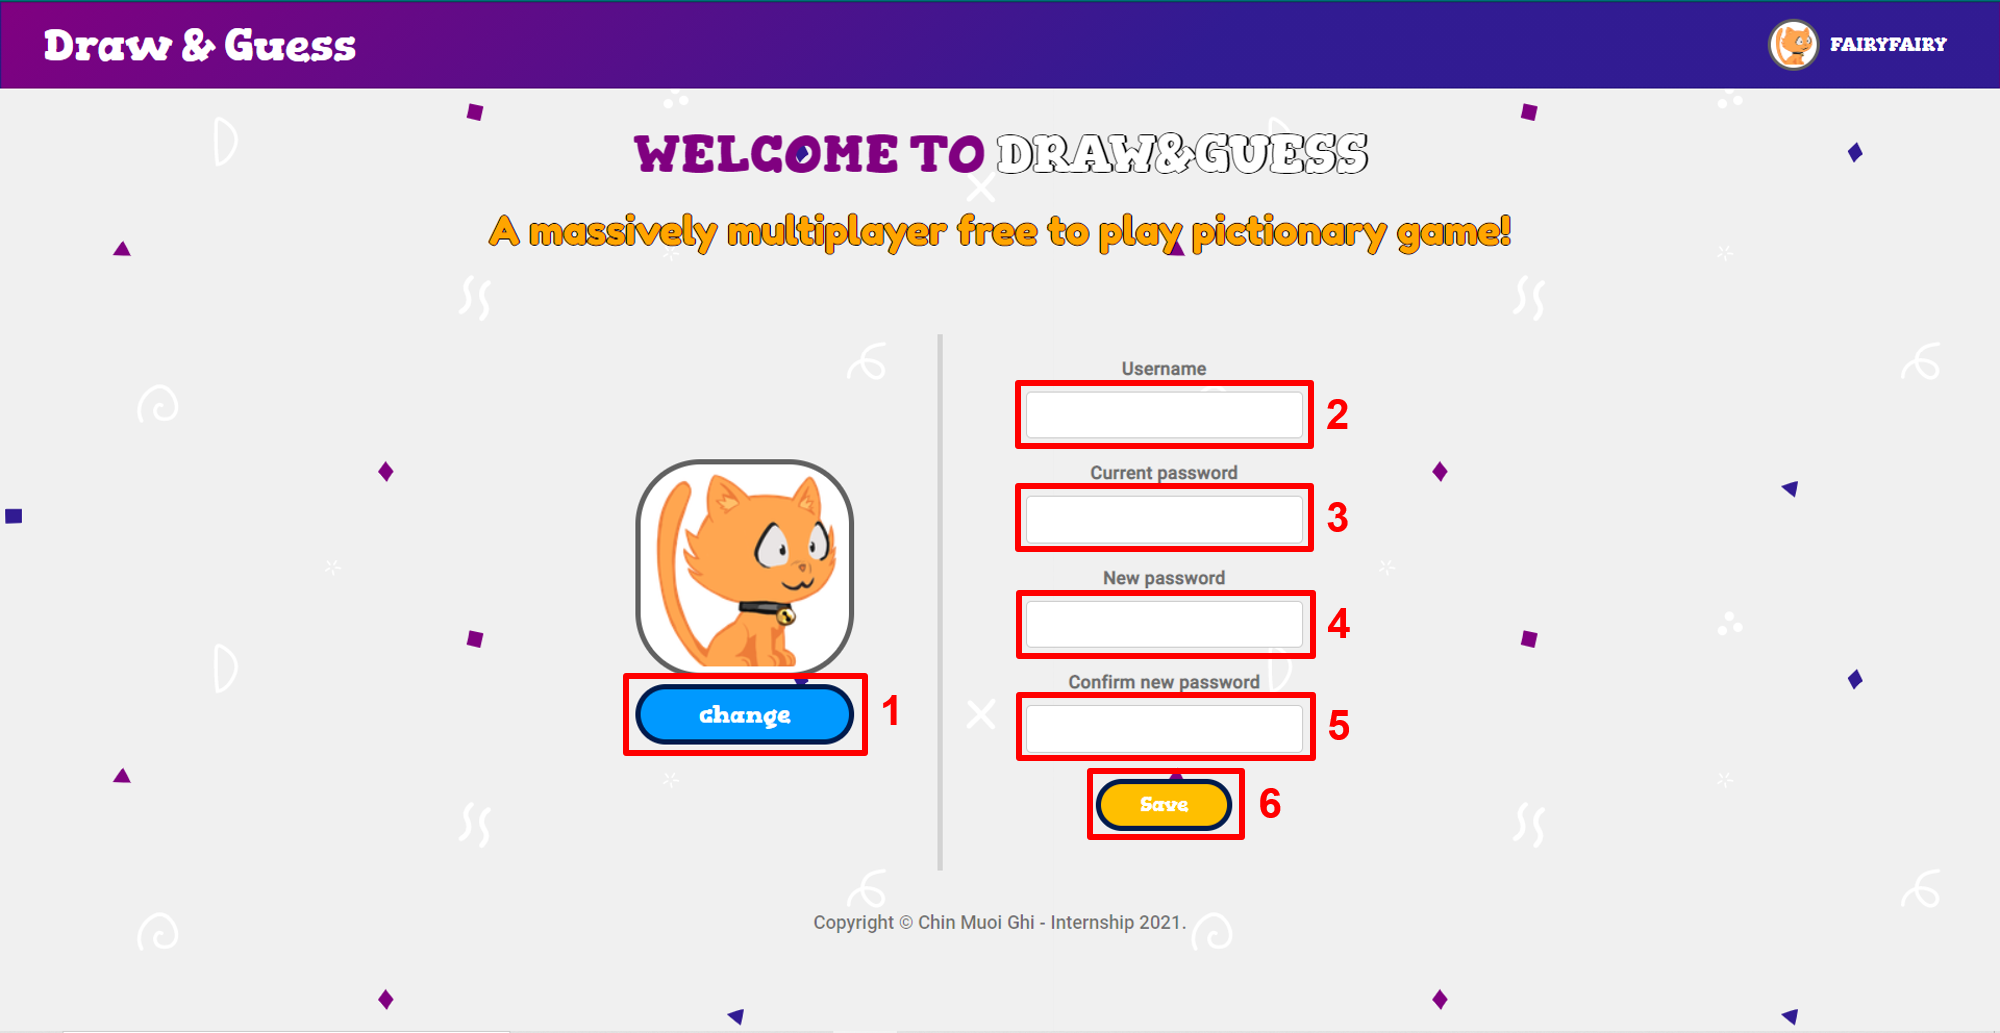 Draw & Guess
FAIRYFAIRY
WELCOME TO DRAW&GUESS
A massively multiplayer free to play pictionary game!
Username
2
Current password
3
New password
4
Confirm new password
5
Change
1
Save
6
Copyright © Chin Muoi Ghi - Internship 2021.